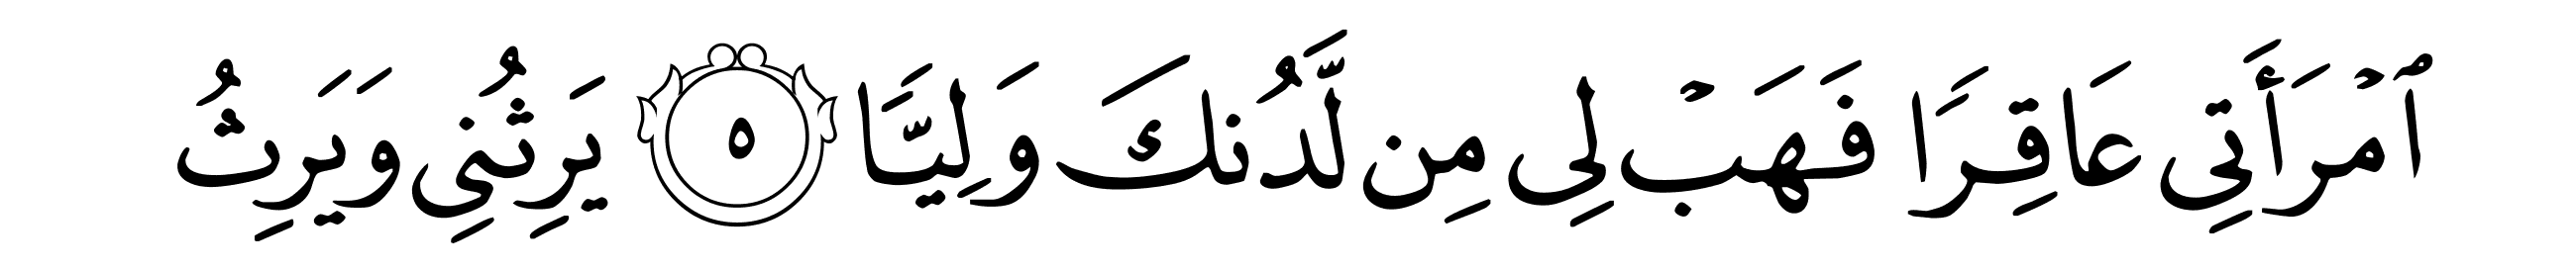 ٱمۡرَأَتِي عَاقِرٗا فَهَبۡ لِي مِن لَّدُنكَ وَلِيّٗا ٥ يَرِثُنِي وَيَرِثُ